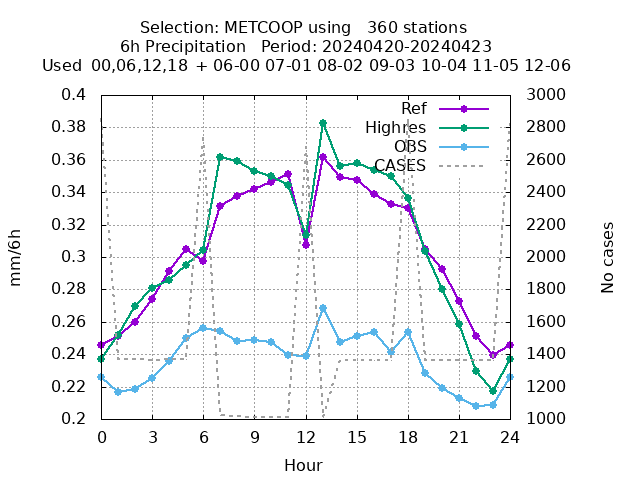 Selection: METCOOP using   360 stations
6h Precipitation   Period: 20240420-20240423
Used  00,06,12,18 + 06-00 07-01 08-02 09-03 10-04 11-05 12-06
0.4 3000
Ref
0.38 2800
Highres
OBS
0.36 2600
CASES
0.34 2400
0.32 2200
0.3 2000
mm/6h
No cases
0.28 1800
0.26 1600
0.24 1400
0.22 1200
0.2 1000
0 3 6 9 12 15 18 21 24
Hour